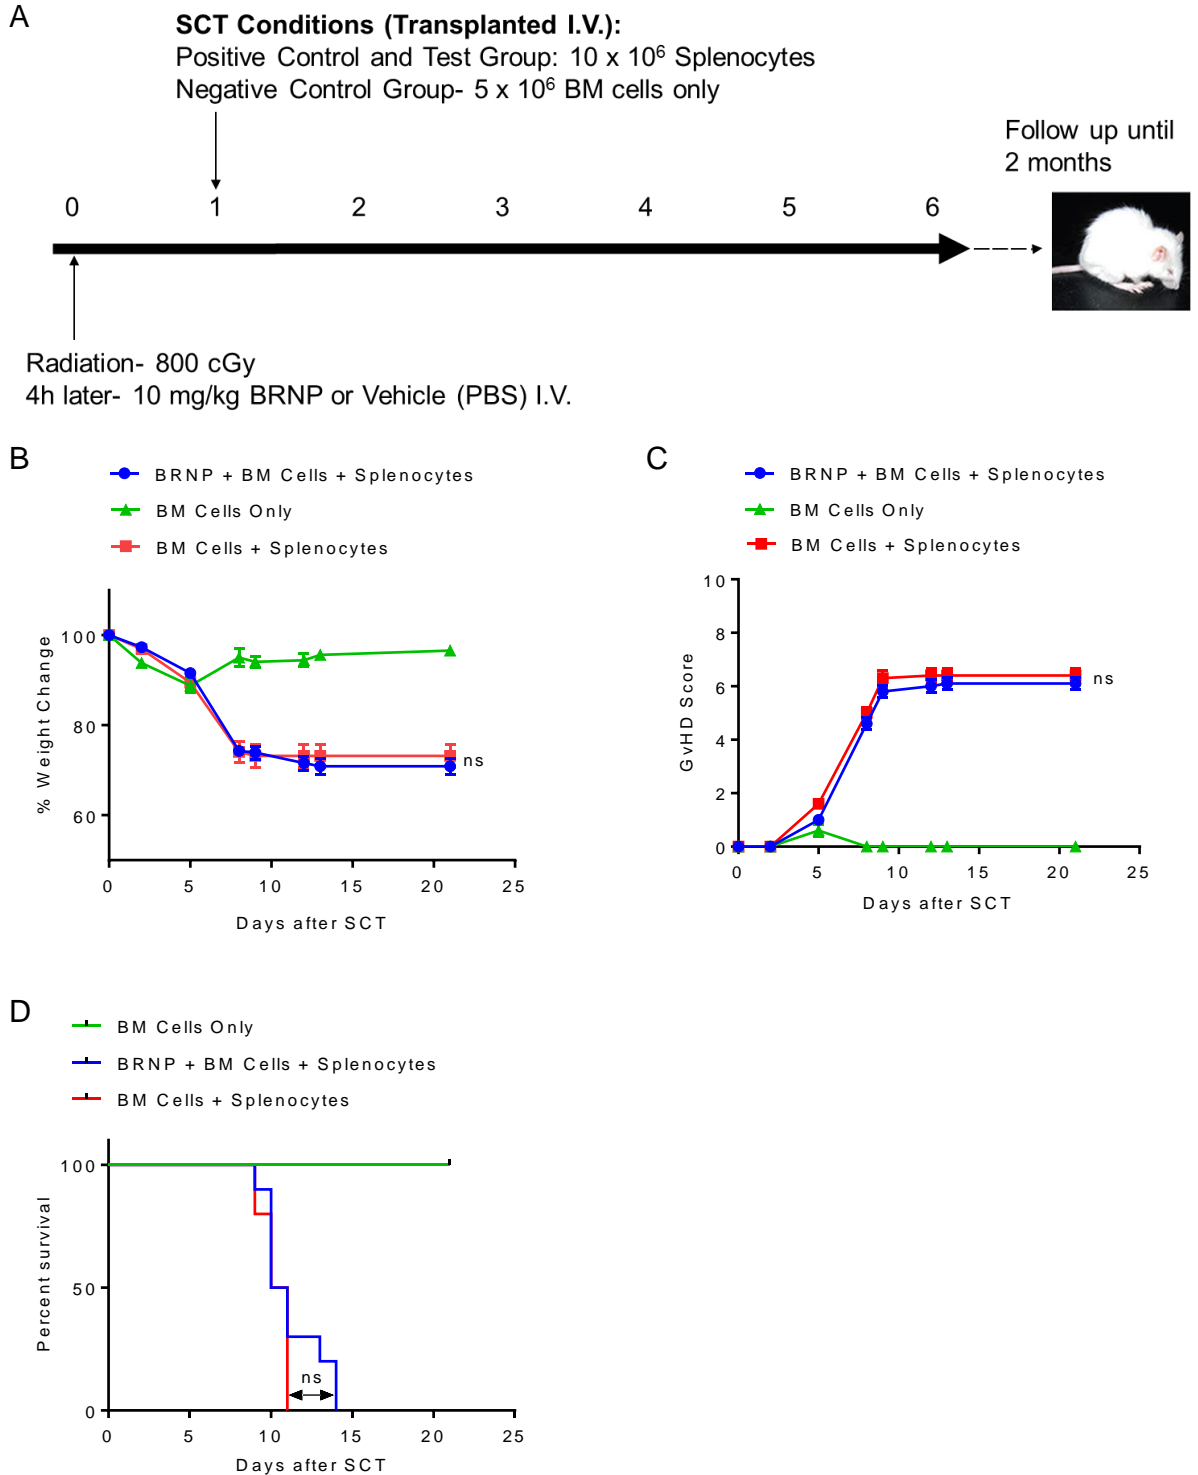 A
SCT Conditions (Transplanted I.V.):
Positive Control and Test Group: 10 x 10⁶ Splenocytes
Negative Control Group- 5 x 10⁶ BM cells only
Follow up until
2 months
0 1 2 3 4 5 6
Radiation- 800 cGy
4h later- 10 mg/kg BRNP or Vehicle (PBS) I.V.
B
BRNP + BM Cells + Splenocytes
BM Cells Only
BM Cells + Splenocytes
% Weight Change
100
80
60
ns
0 5 10 15 20 25
Days after SCT
C
BRNP + BM Cells + Splenocytes
BM Cells Only
BM Cells + Splenocytes
GvHD Score
10
8
6
4
2
0
ns
0 5 10 15 20 25
Days after SCT
D
BM Cells Only
BRNP + BM Cells + Splenocytes
BM Cells + Splenocytes
Percent survival
100
50
0
ns
0 5 10 15 20 25
Days after SCT